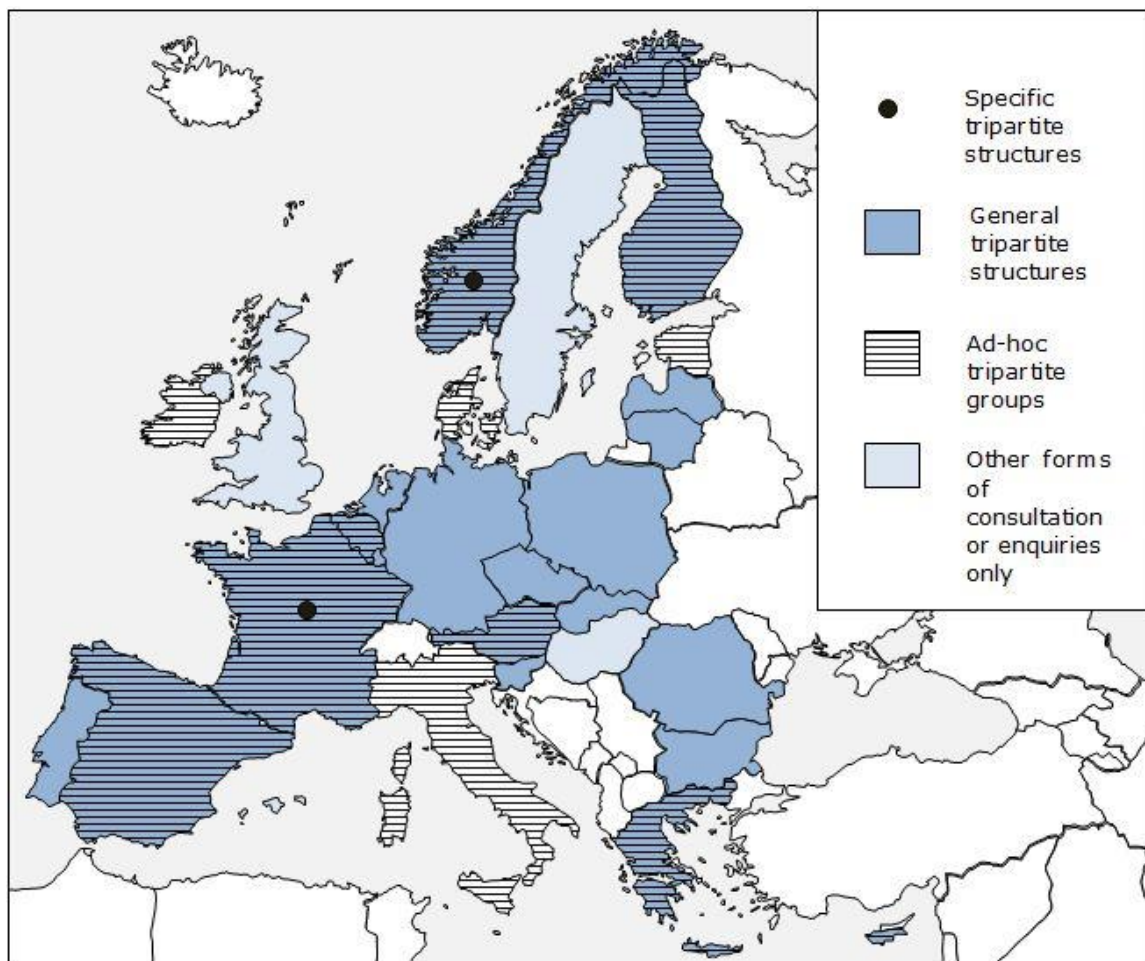 Specific
tripartite
structures
General
tripartite
structures
Ad-hoc
tripartite
groups
Other forms
of
consultation
or enquiries
only